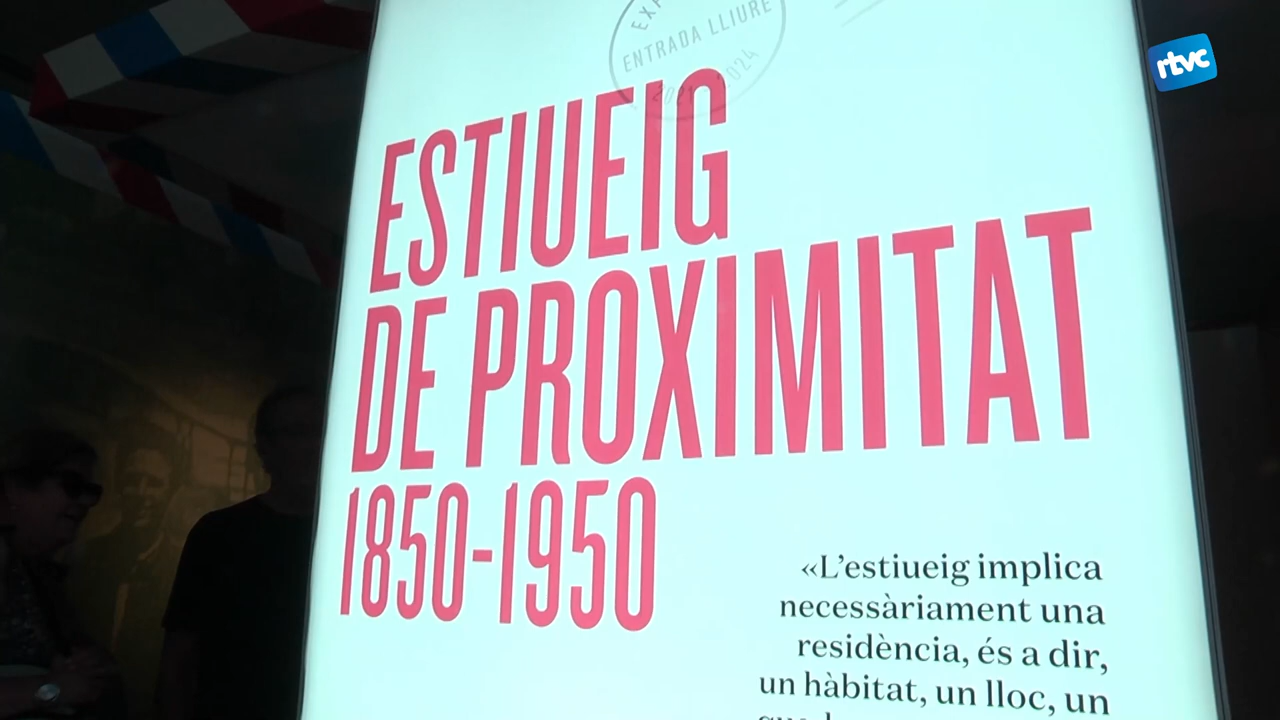 ENTRADA LLIURE
rtvc
ESTIUEIG
DE PROXIMITAT
1850-1950
«L'estiueig implica
necessàriament una
residència, és a dir,
un hàbitat, un lloc, un